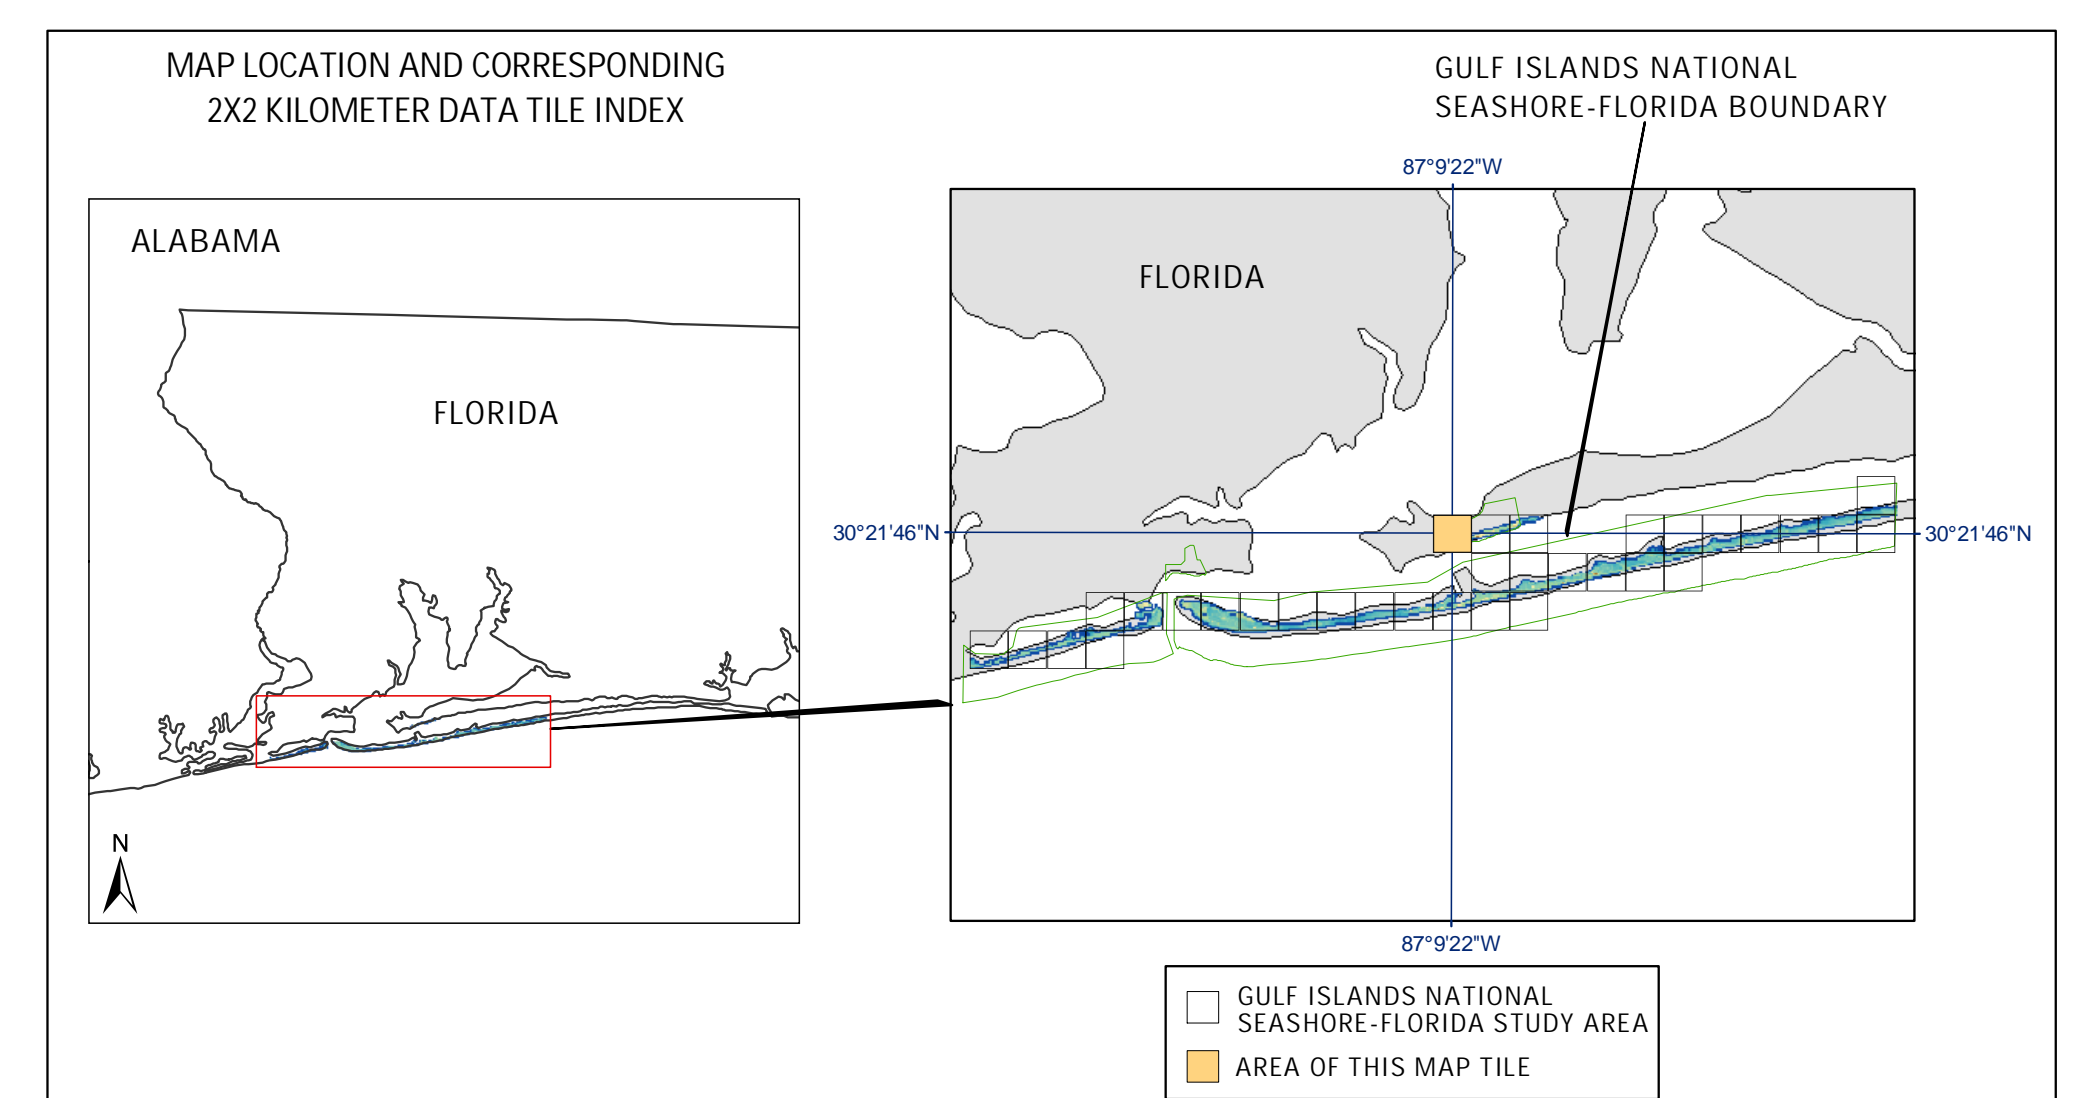 MAP LOCATION AND CORRESPONDING
2X2 KILOMETER DATA TILE INDEX
GULF ISLANDS NATIONAL
SEASHORE-FLORIDA BOUNDARY
ALABAMA
FLORIDA
N
87°9'22"W
FLORIDA
30°21'46"N
30°21'46"N
87°9'22"W
GULF ISLANDS NATIONAL
SEASHORE-FLORIDA STUDY AREA
AREA OF THIS MAP TILE